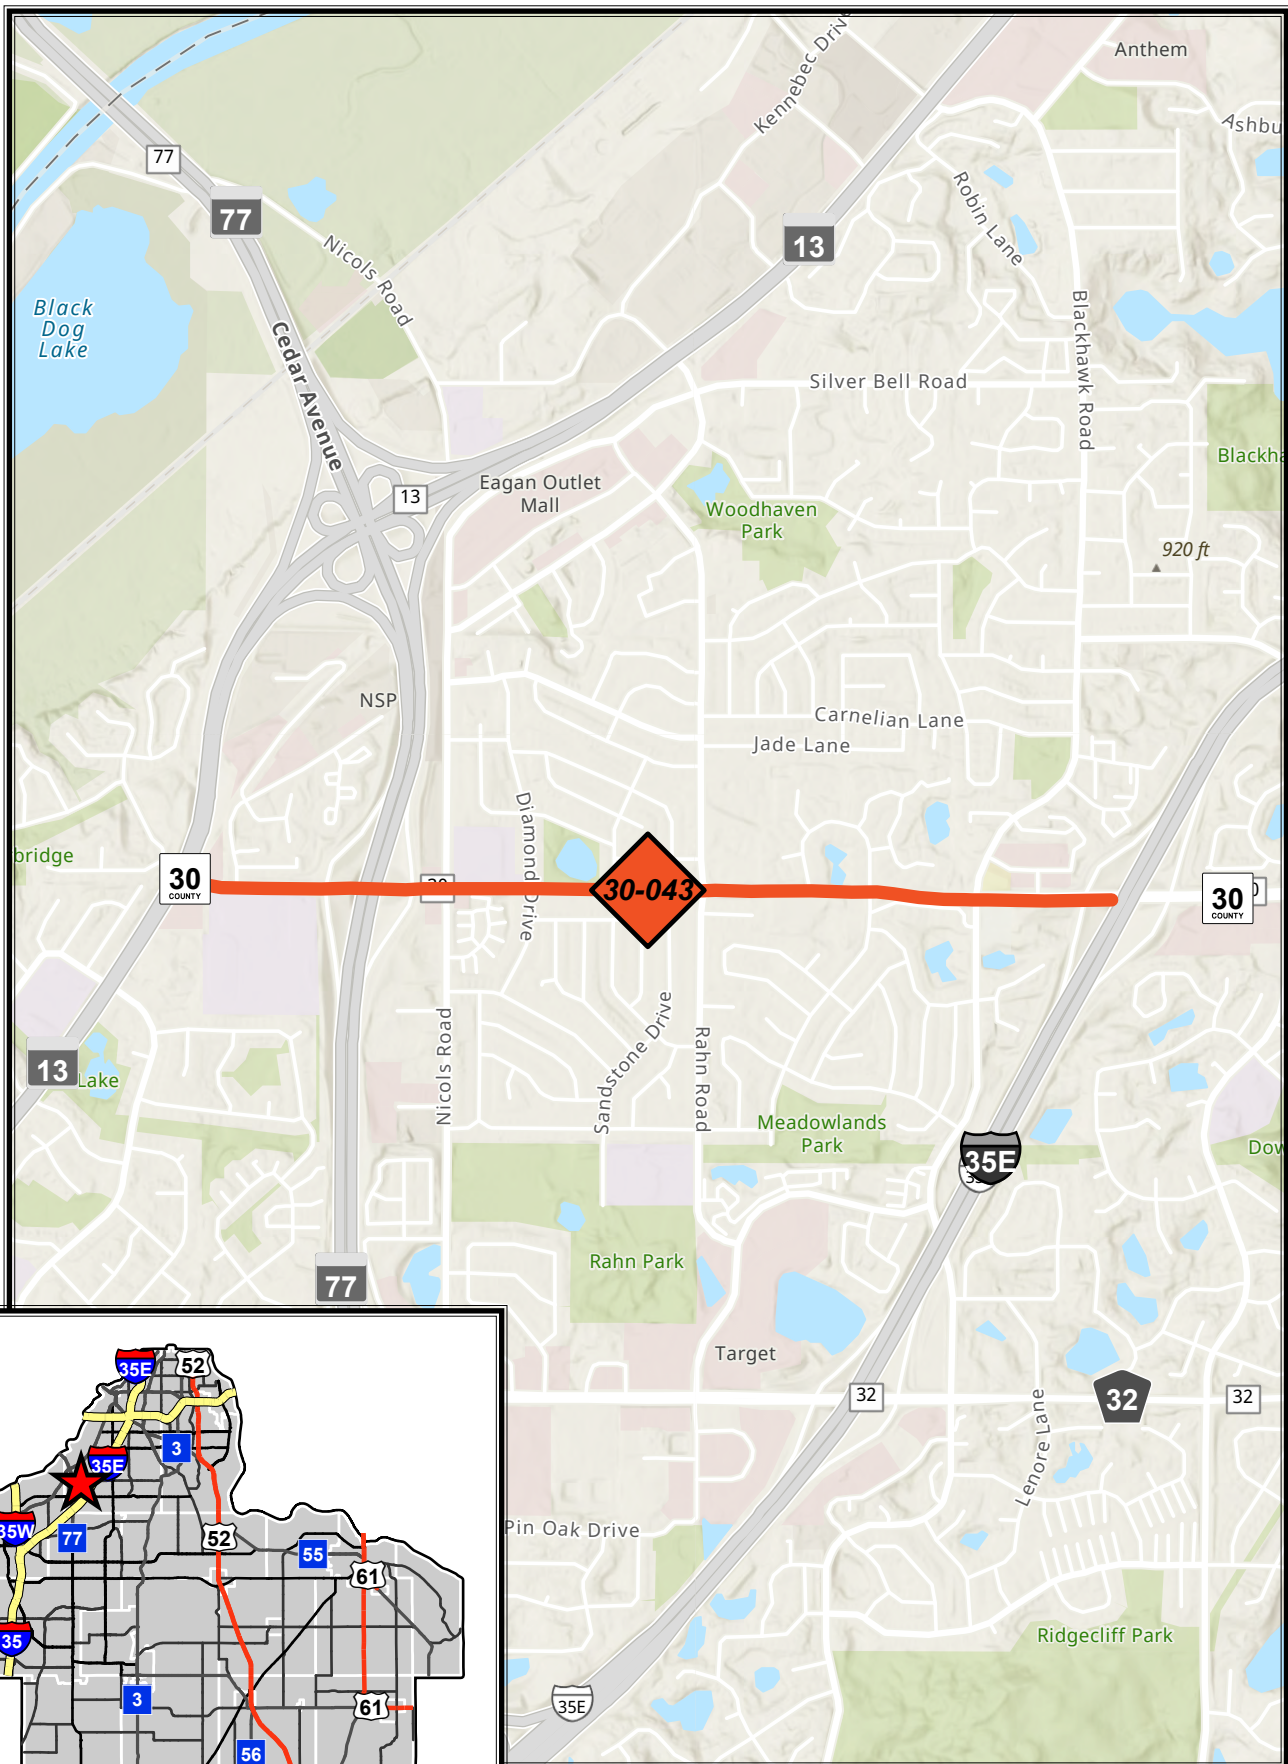 Anthem
Kennebec Drive
Ashbu
77
77
Robin Lane
13
Nicols Road
Black
Dog
Lake
Blackhawk Road
Cedar Avenue
Silver Bell Road
Blackha
Eagan Outlet
Mall
13
Woodhaven
Park
920 ft
NSP
Carnelian Lane
Jade Lane
Diamond Drive
bridge
30
COUNTY
30-043
30
COUNTY
Sandstone Drive
Nicols Road
Rahn Road
13
Lake
Meadowlands
Park
35E
Dow
Rahn Park
77
Target
32
32
32
Lenore Lane
Pin Oak Drive
Ridgecliff Park
35E
35E
52
3
35E
35W
77
52
55
61
35
3
61
56